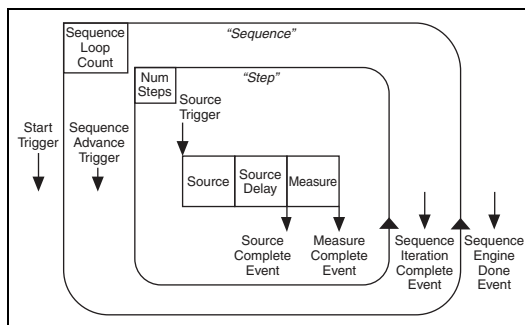 Sequence
Loop
Count
“Sequence”
Num
Steps
“Step”
Source
Trigger
Start
Trigger
Sequence
Advance
Trigger
Source
Source
Delay
Measure
Source
Complete
Event
Measure
Complete
Event
Sequence
Iteration
Complete
Event
Sequence
Engine
Done
Event